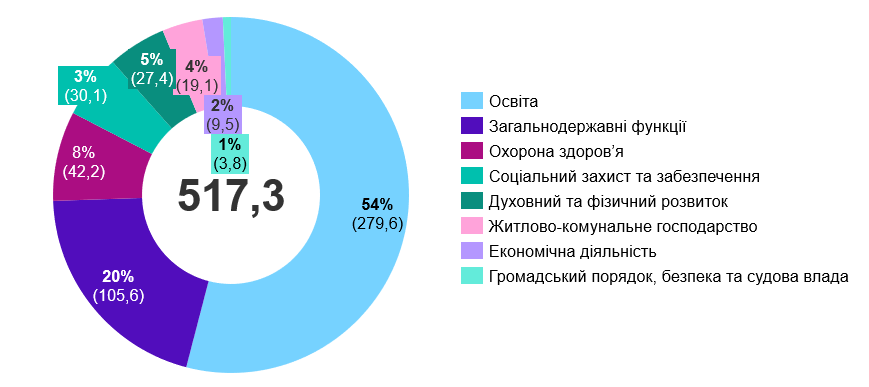 5%
(27,4)
4%
(19,1)
3%
(30,1)
2%
(9,5)
1%
(3,8)
8%
(42,2)
517,3
54%
(279,6)
20%
(105,6)
Освіта
Загальнодержавні функції
Охорона здоров’я
Соціальний захист та забезпечення
Духовний та фізичний розвиток
Житлово-комунальне господарство
Економічна діяльність
Громадський порядок, безпека та судова влада